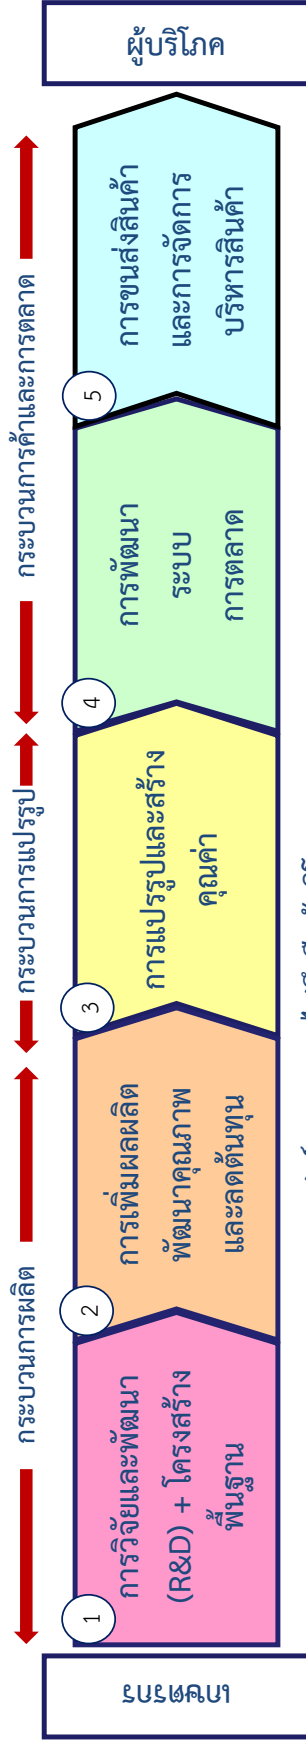 กระบวนการผลิต
กระบวนการแปรรูป
กระบวนการค้าและการตลาด
เกษตรกร
1
การวิจัยและพัฒนา
(R&D) + โครงสร้าง
พื้นฐาน
2
การเพิ่มผลผลิต
พัฒนาคุณภาพ
และลดต้นทุน
3
การแปรรูปและสร้าง
คุณค่า
4
การพัฒนา
ระบบ
การตลาด
5
การขนส่งสินค้า
และการจัดการ
บริหารสินค้า
ผู้บริโภค